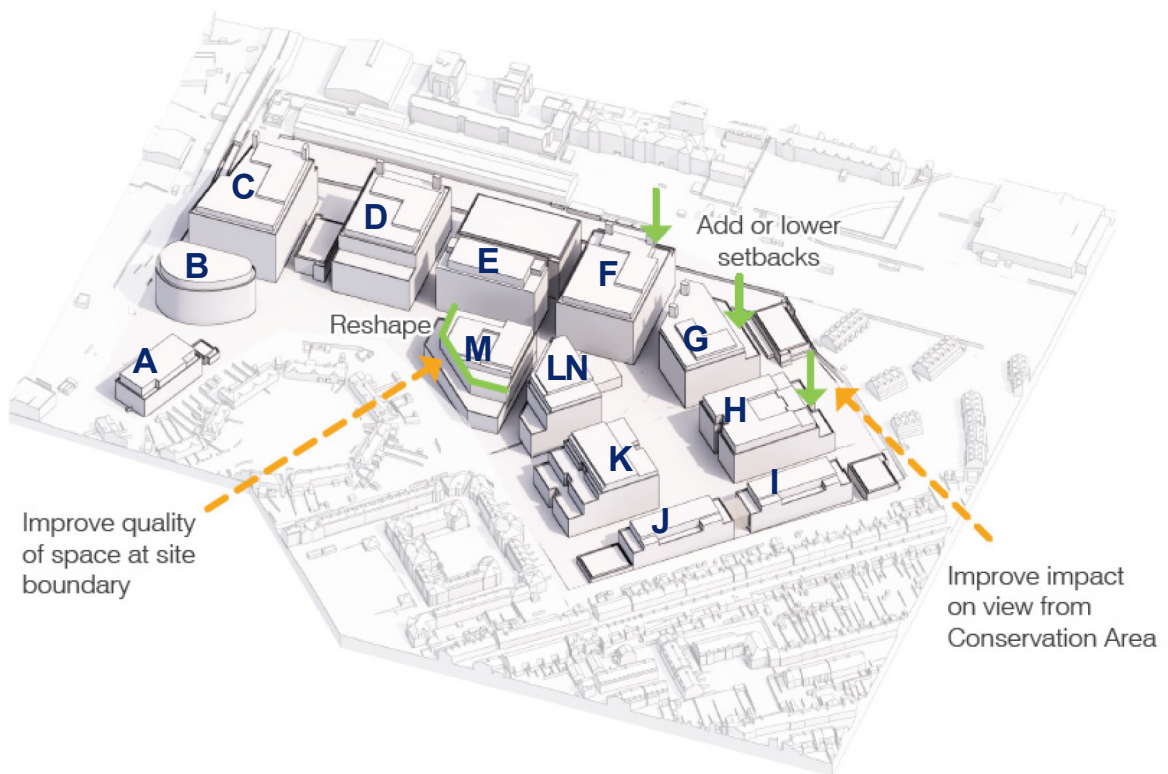 C
D
B
E
F
Add or lower
setbacks
Reshape
G
M
A
LN
H
K
I
J
Improve quality
of space at site
boundary
Improve impact
on view from
Conservation Area